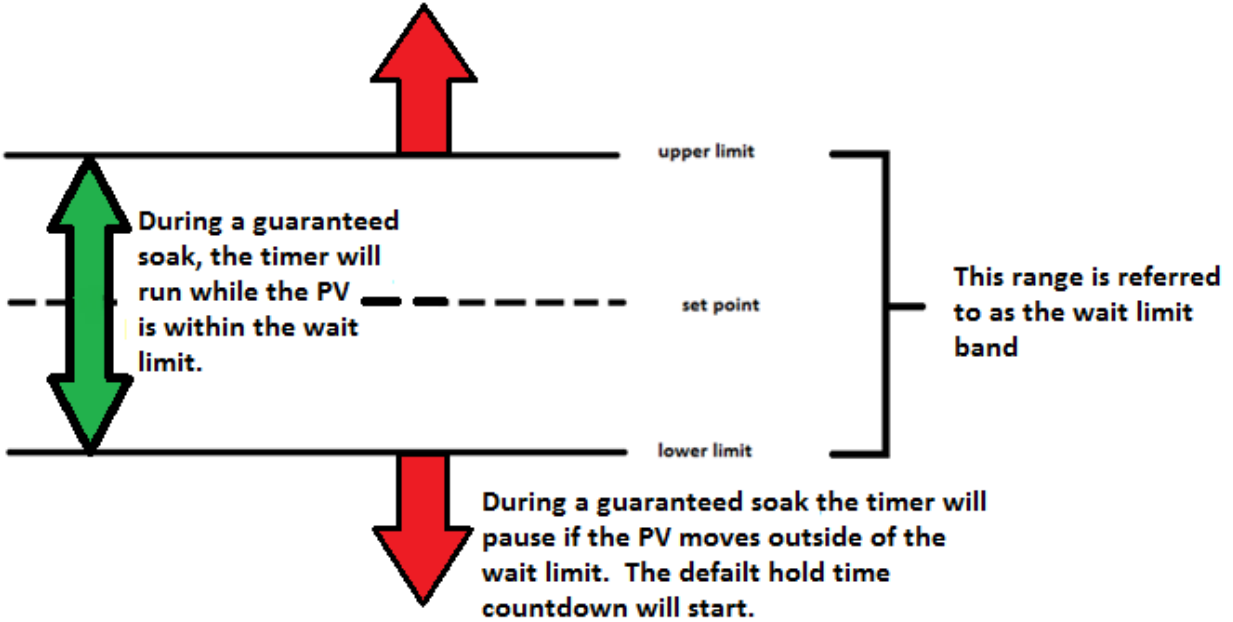 upper limit
During a guaranteed
soak, the timer will
run while the PV
is within the wait
limit.
set point
This range is referred
to as the wait limit
band
lower limit
During a guaranteed soak the timer will
pause if the PV moves outside of the
wait limit.  The defailt hold time
countdown will start.